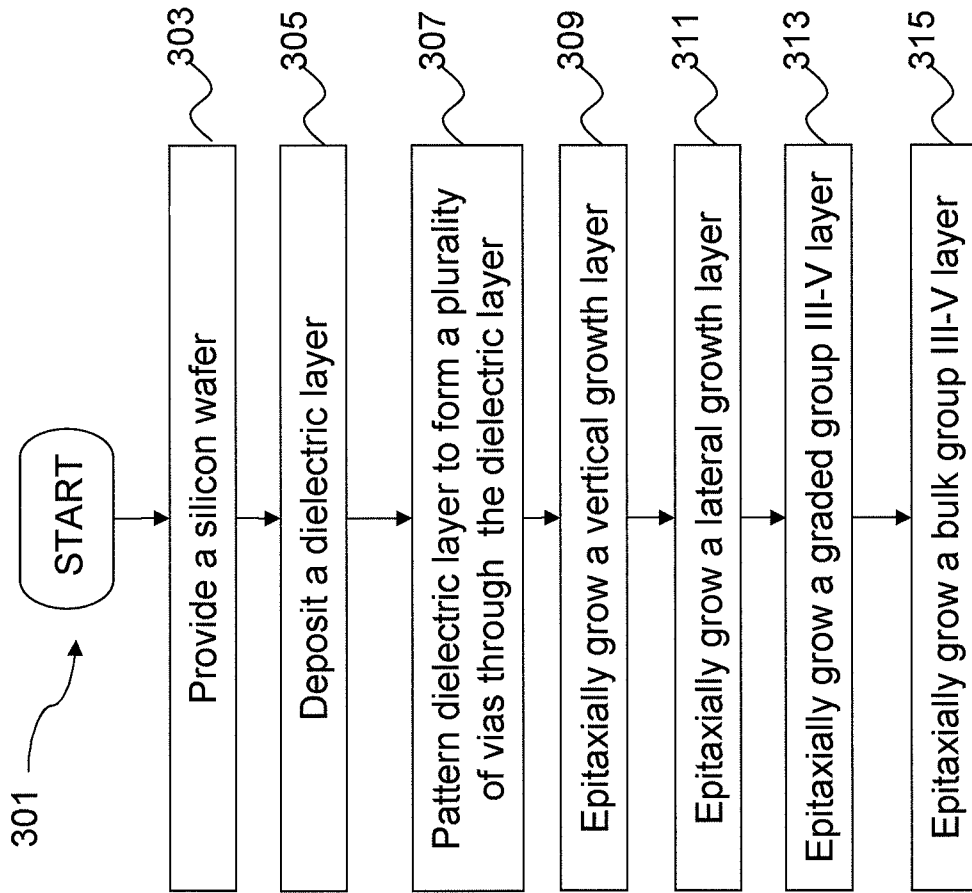 301
START
Provide a silicon wafer
303
Deposit a dielectric layer
305
Pattern dielectric layer to form a plurality
of vias through the dielectric layer
307
Epitaxially grow a vertical growth layer
309
Epitaxially grow a lateral growth layer
311
Epitaxially grow a graded group III-V layer
313
Epitaxially grow a bulk group III-V layer
315